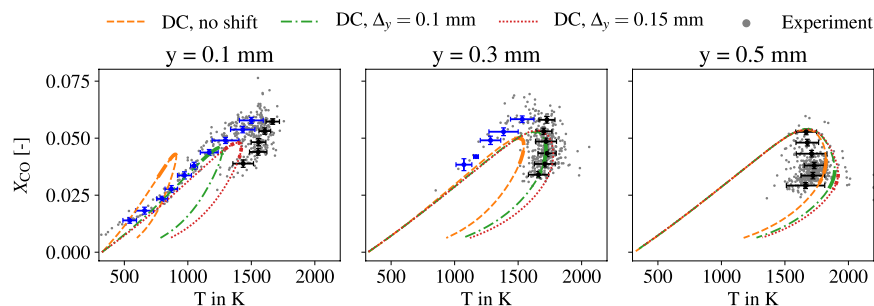 DC, no shift DC, Δy = 0.1 mm DC, Δy = 0.15 mm Experiment
y = 0.1 mm y = 0.3 mm y = 0.5 mm
0.075
0.050
0.025
0.000
XCO [-]
500 1000 1500 2000 500 1000 1500 2000 500 1000 1500 2000
T in K T in K T in K